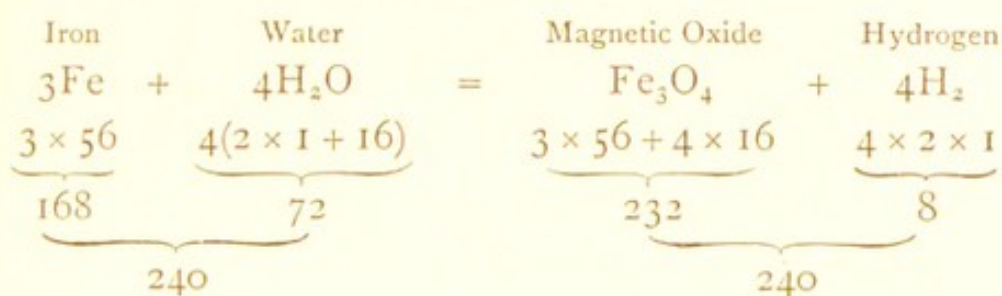 Iron Water Magnetic Oxide Hydrogen
3Fe + 4H₂O = Fe₃O₄ + 4H₂
3 × 56 4(2 × 1 + 16) 3 × 56 + 4 × 16 4 × 2 × 1
168 72 232 8
240 240